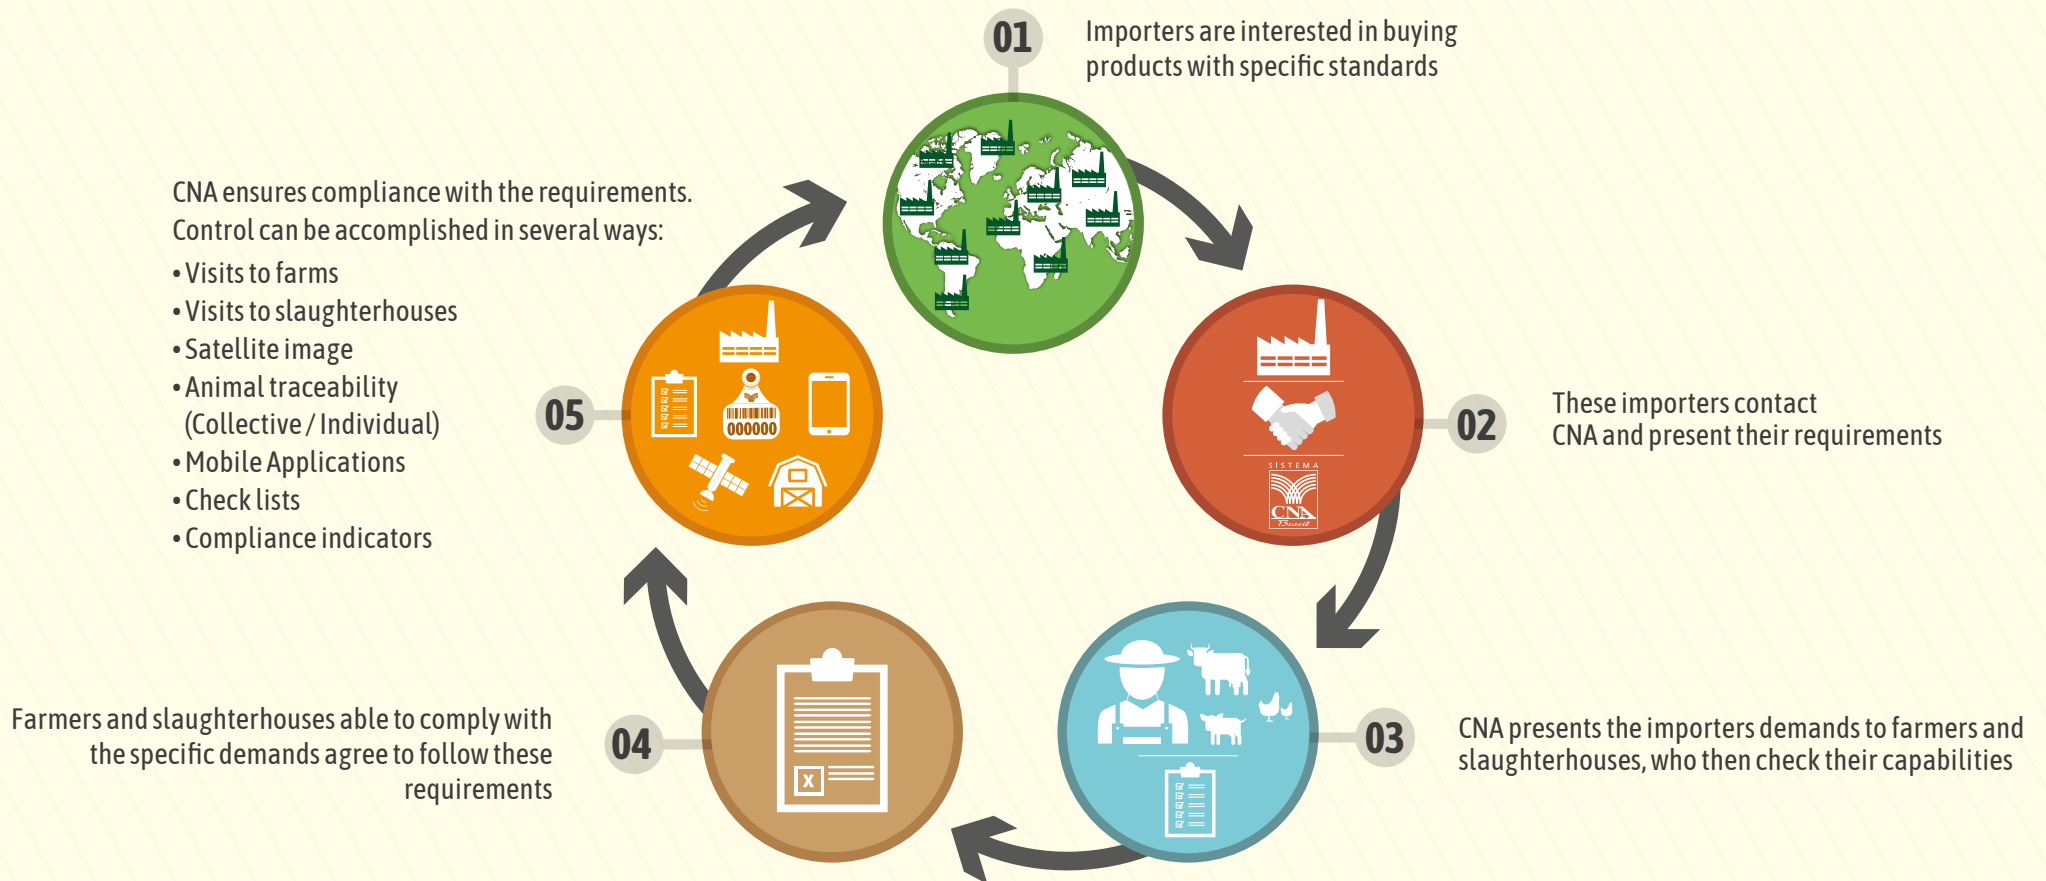 01
Importers are interested in buying
products with specific standards
02
These importers contact
CNA and present their requirements
SISTEMA
CNA
Brasil
03
CNA presents the importers demands to farmers and
slaughterhouses, who then check their capabilities
04
Farmers and slaughterhouses able to comply with
the specific demands agree to follow these
requirements
X
05
CNA ensures compliance with the requirements.
Control can be accomplished in several ways:
• Visits to farms
• Visits to slaughterhouses
• Satellite image
• Animal traceability
(Collective / Individual)
• Mobile Applications
• Check lists
• Compliance indicators
000000